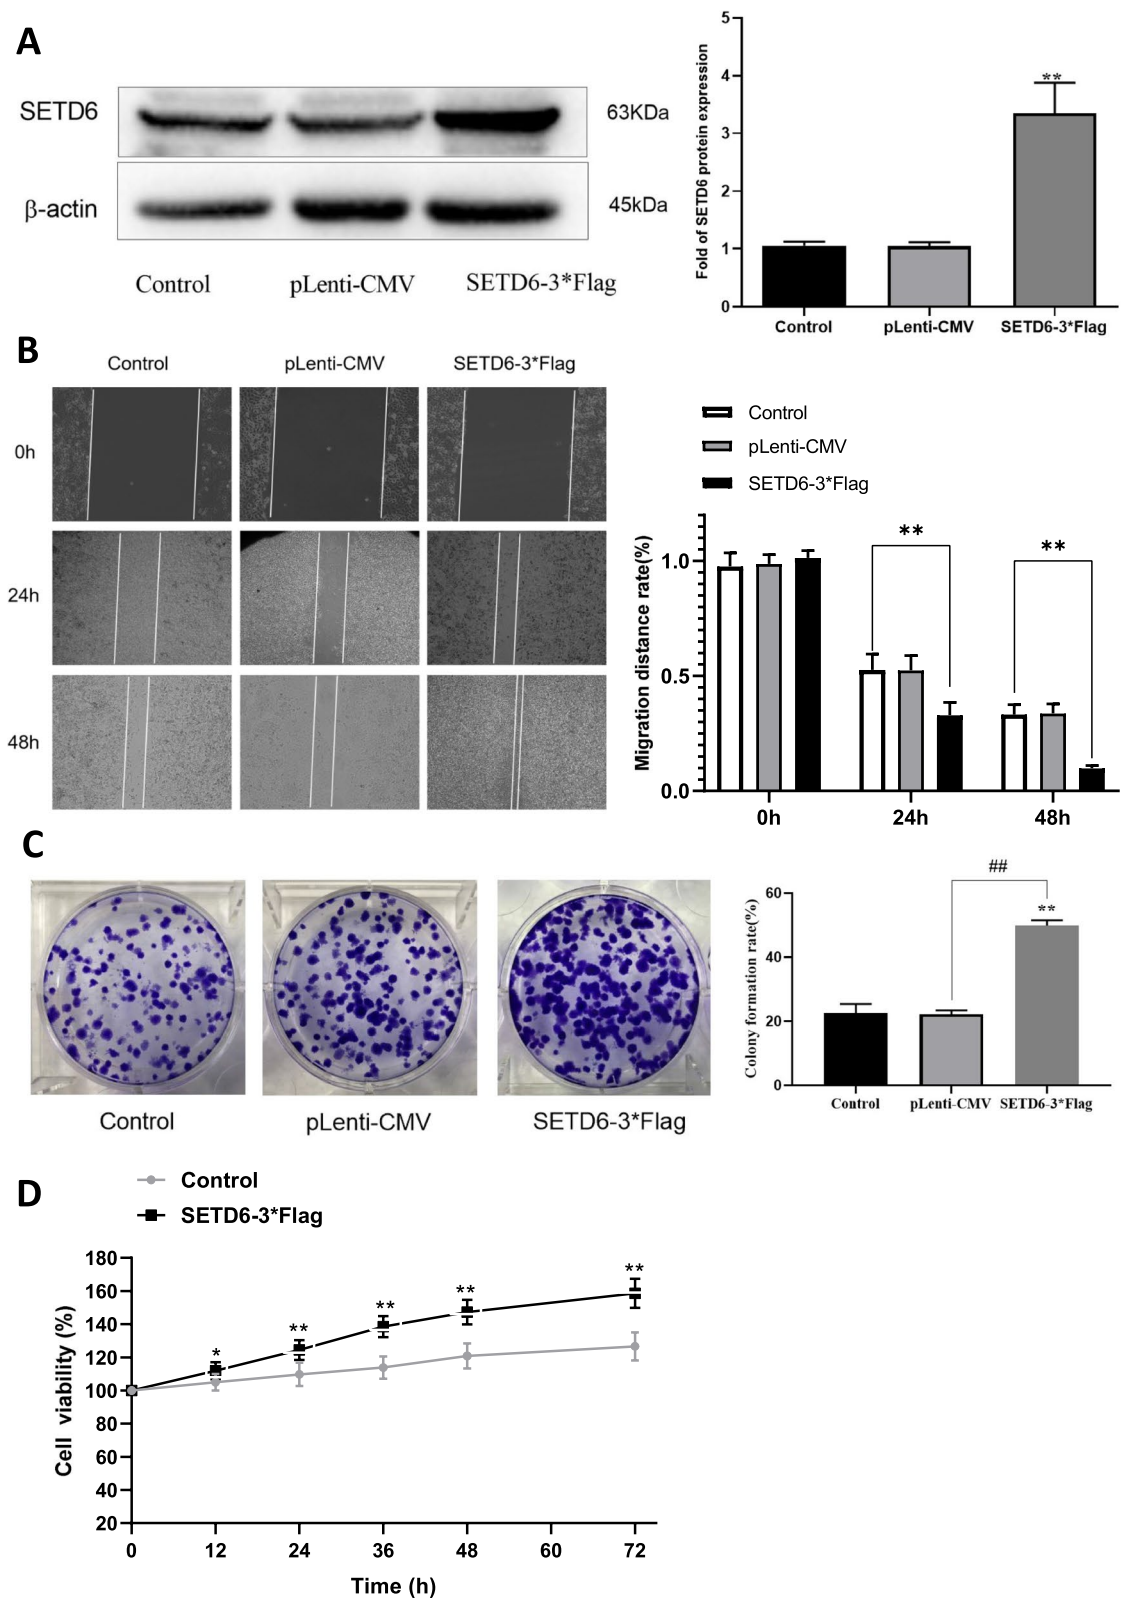 A
SETD6
63KDa
β-actin
45kDa
Control pLenti-CMV SETD6-3*Flag
Fold of SETD6 protein expression
5
4
3
2
1
0
**
Control pLenti-CMV SETD6-3*Flag
B
Control pLenti-CMV SETD6-3*Flag
0h
24h
48h
Control
pLenti-CMV
SETD6-3*Flag
Migration distance rate(%)
1.0
0.5
0.0
** **
0h 24h 48h
C
Control pLenti-CMV SETD6-3*Flag
Colony formation rate(%)
60
40
20
0
##
**
Control pLenti-CMV SETD6-3*Flag
D
Control
SETD6-3*Flag
Cell viability (%)
180
160
140
120
100
80
60
40
20
* ** ** ** **
0 12 24 36 48 60 72
Time (h)